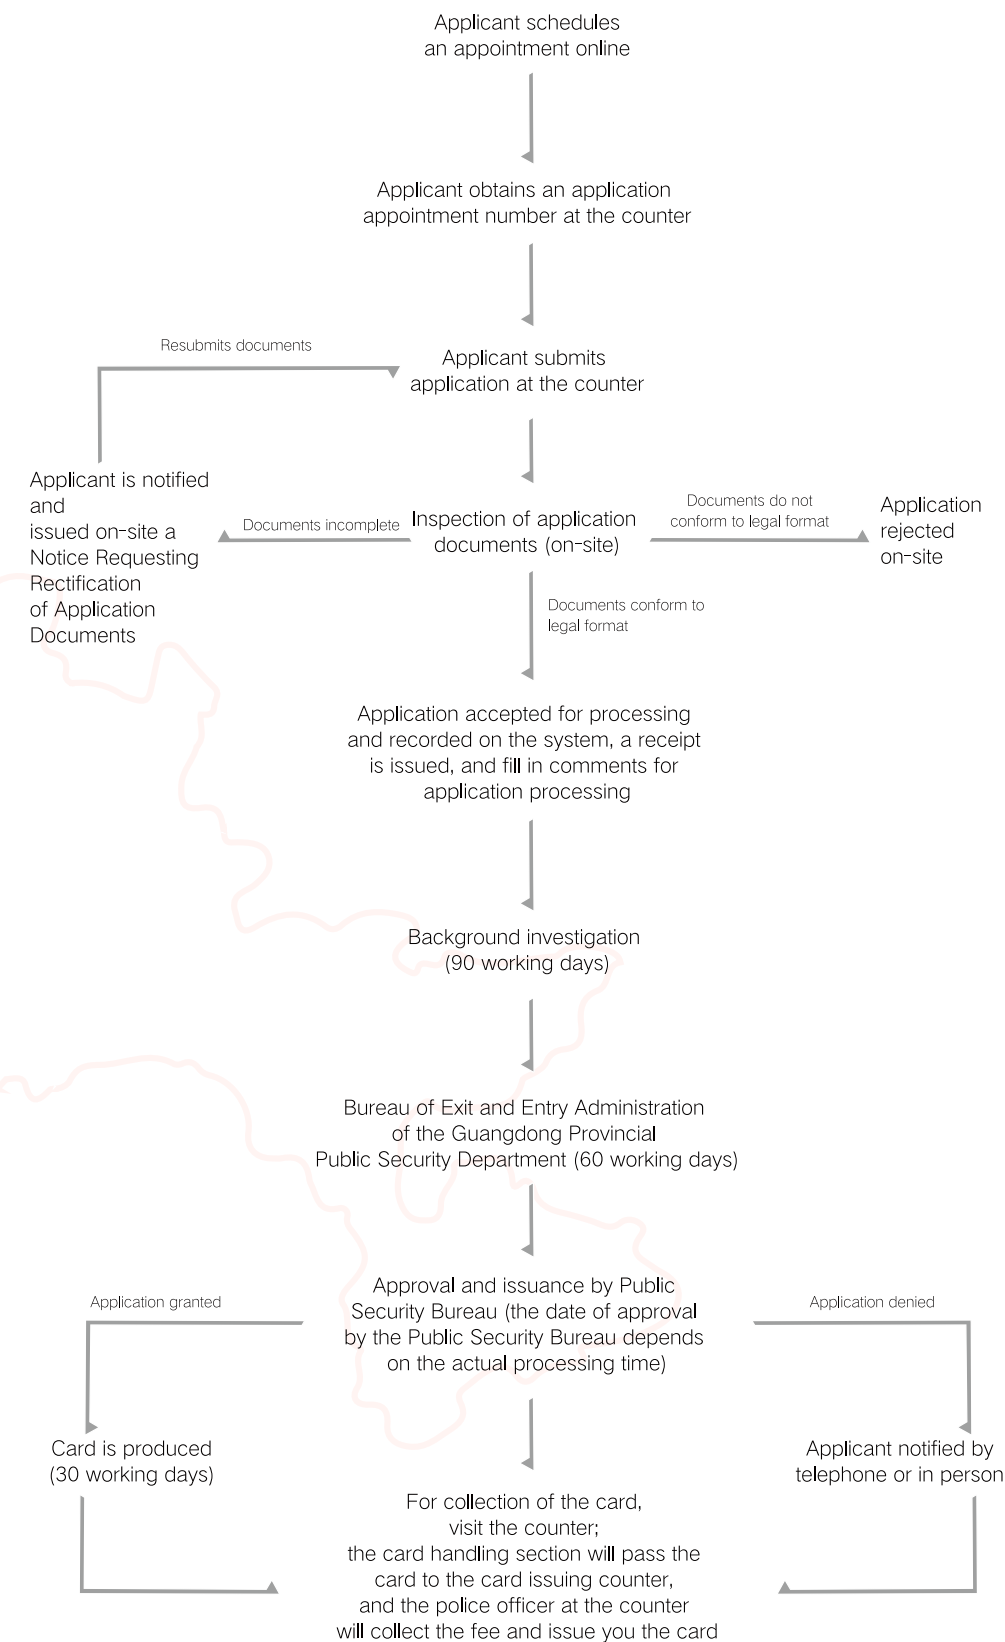 Applicant schedules
an appointment online
Applicant obtains an application
appointment number at the counter
Resubmits documents
Applicant submits
application at the counter
Applicant is notified
and
issued on-site a
Notice Requesting
Rectification
of Application
Documents
Documents incomplete
Inspection of application
documents (on-site)
Documents do not
conform to legal format
Application
rejected
on-site
Documents conform to
legal format
Application accepted for processing
and recorded on the system, a receipt
is issued, and fill in comments for
application processing
Background investigation
(90 working days)
Bureau of Exit and Entry Administration
of the Guangdong Provincial
Public Security Department (60 working days)
Application granted
Approval and issuance by Public
Security Bureau (the date of approval
by the Public Security Bureau depends
on the actual processing time)
Application denied
Card is produced
(30 working days)
Applicant notified by
telephone or in person
For collection of the card,
visit the counter;
the card handling section will pass the
card to the card issuing counter,
and the police officer at the counter
will collect the fee and issue you the card